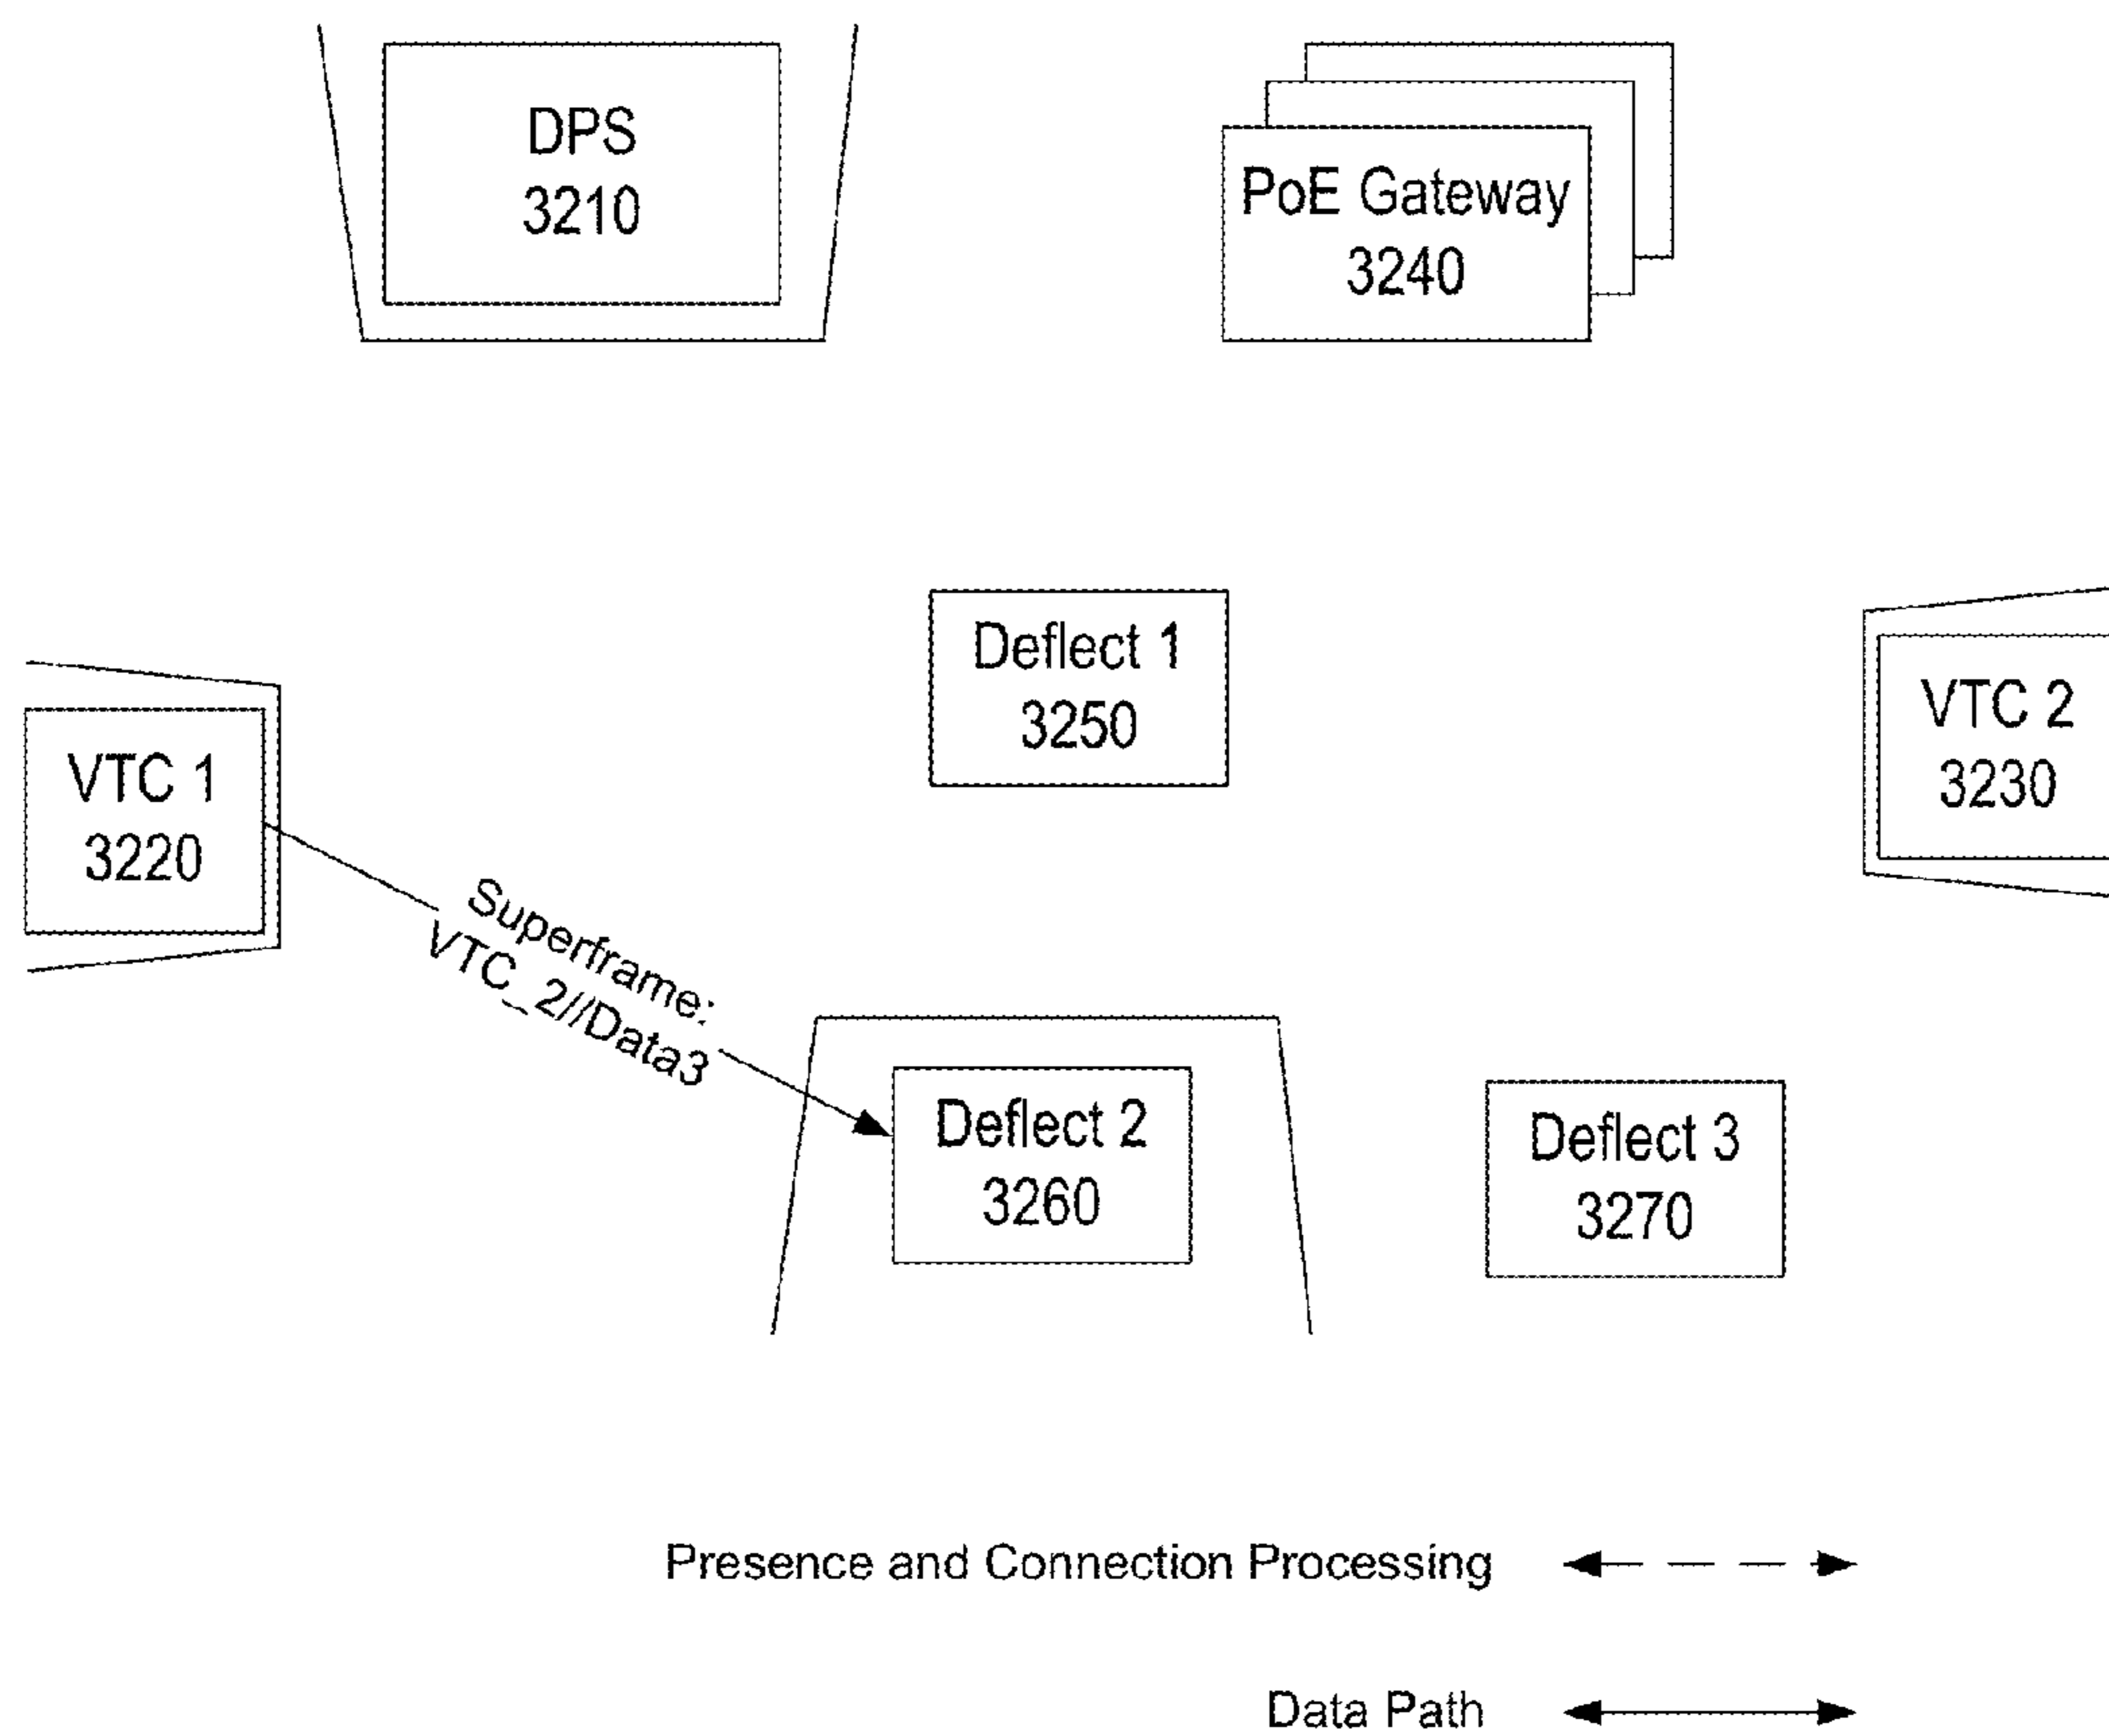 DPS
3210
PoE Gateway
3240
Deflect 1
3250
VTC 2
3230
VTC 1
3220
Superframe:
VTC_2//Data3
Deflect 2
3260
Deflect 3
3270
Presence and Connection Processing
Data Path